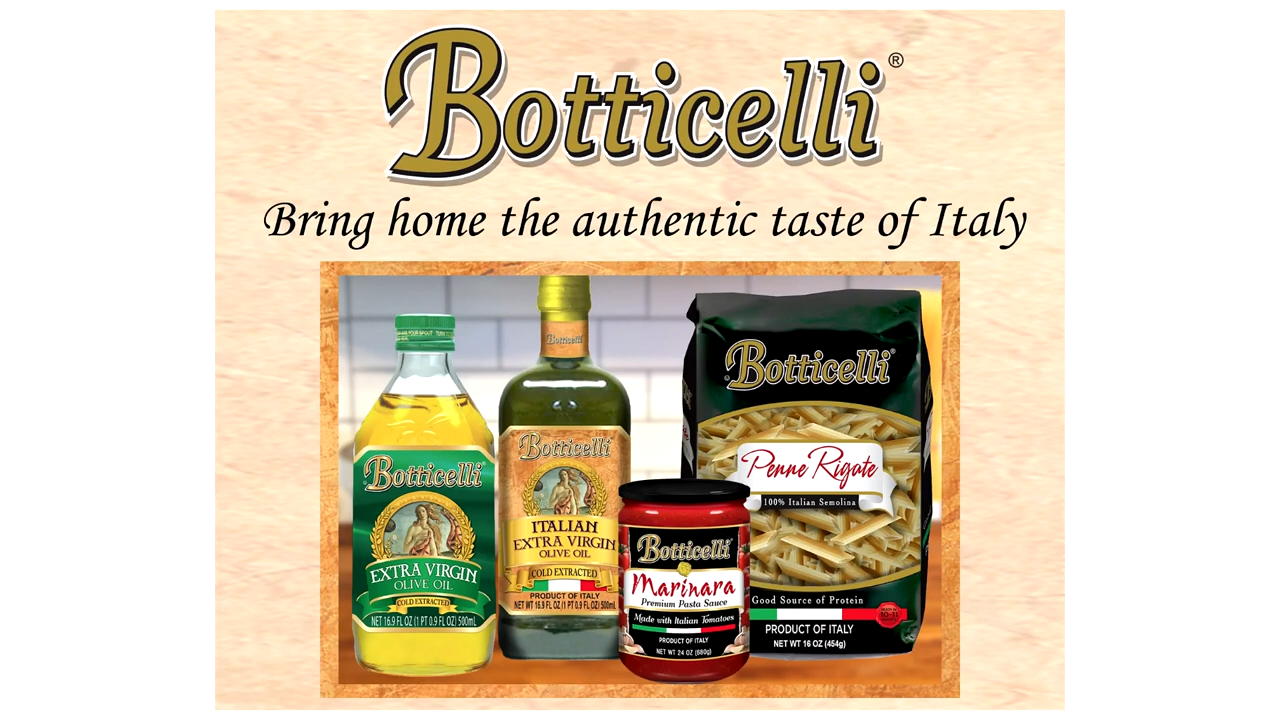 Botticelli®
Bring home the authentic taste of Italy
Botticelli
EXTRA VIRGIN
OLIVE OIL
COLD EXTRACTED
NET 16.9 FL OZ (1 PT 0.9 FL OZ) 500mL
Botticelli
Botticelli
ITALIAN
EXTRA VIRGIN
OLIVE OIL
COLD EXTRACTED
PRODUCT OF ITALY
NET WT 16.9 FL OZ (1 PT 0.9 FL OZ) 500mL
Botticelli
Marinara
Premium Pasta Sauce
Made with Italian Tomatoes
PRODUCT OF ITALY
NET WT 24 OZ (680g)
Botticelli®
Penne Rigate
100% Italian Semolina
Good Source of Protein
PRODUCT OF ITALY
NET WT 16 OZ (454g)